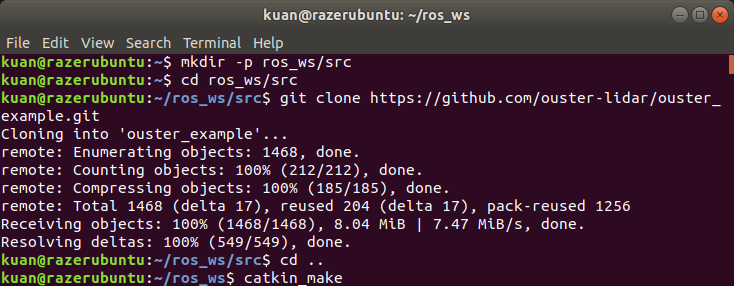 kuan@razerubuntu: ~/ros_ws
File Edit View Search Terminal Help
kuan@razerubuntu:~$ mkdir -p ros_ws/src
kuan@razerubuntu:~$ cd ros_ws/src
kuan@razerubuntu:~/ros_ws/src$ git clone https://github.com/ouster-lidar/ouster_
example.git
Cloning into 'ouster_example'...
remote: Enumerating objects: 1468, done.
remote: Counting objects: 100% (212/212), done.
remote: Compressing objects: 100% (185/185), done.
remote: Total 1468 (delta 17), reused 204 (delta 17), pack-reused 1256
Receiving objects: 100% (1468/1468), 8.04 MiB | 7.47 MiB/s, done.
Resolving deltas: 100% (549/549), done.
kuan@razerubuntu:~/ros_ws/src$ cd ..
kuan@razerubuntu:~/ros_ws$ catkin_make